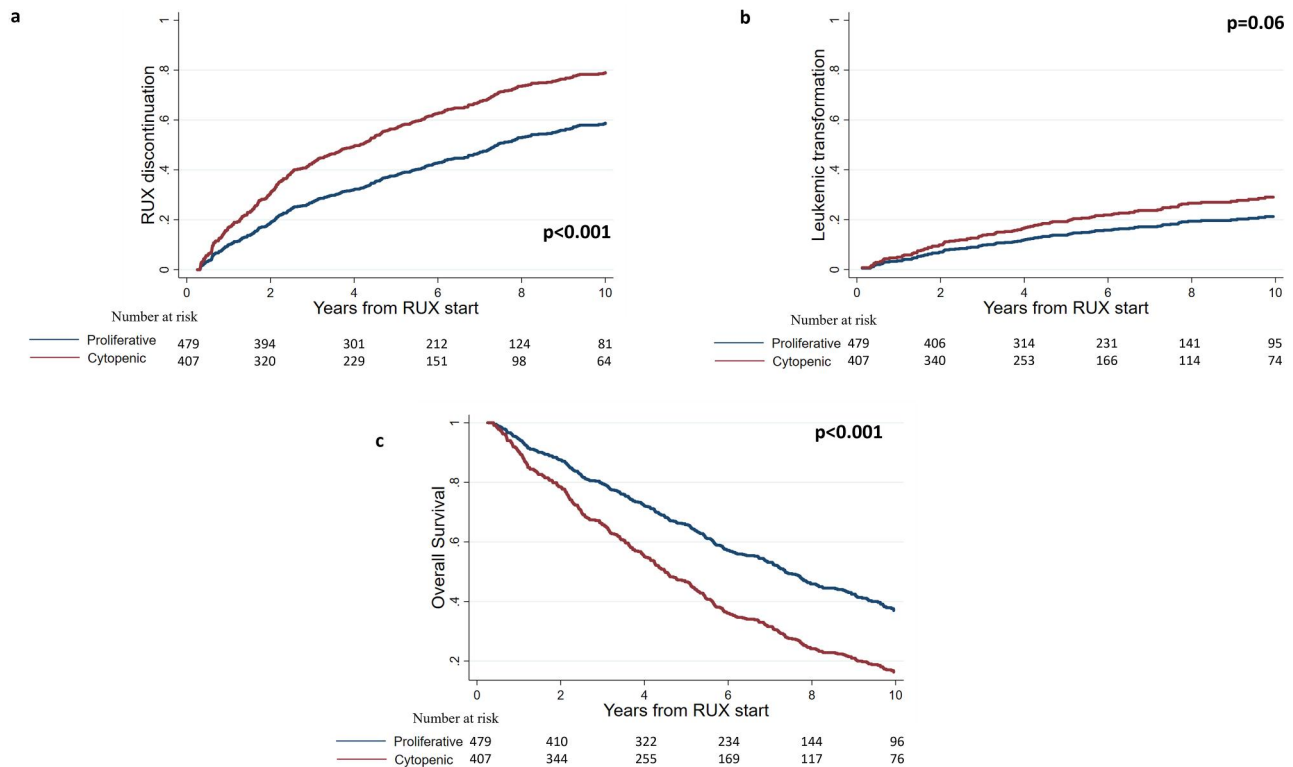 a
RUX discontinuation
1
.8
.6
.4
.2
0
p<0.001
0 2 4 6 8 10
Years from RUX start
Number at risk
Proliferative 479 394 301 212 124 81
Cytopenic 407 320 229 151 98 64
b
p=0.06
Leukemic transformation
1
.8
.6
.4
.2
0
0 2 4 6 8 10
Years from RUX start
Number at risk
Proliferative 479 406 314 231 141 95
Cytopenic 407 340 253 166 114 74
c
p<0.001
Overall Survival
1
.8
.6
.4
.2
0 2 4 6 8 10
Years from RUX start
Number at risk
Proliferative 479 410 322 234 144 96
Cytopenic 407 344 255 169 117 76